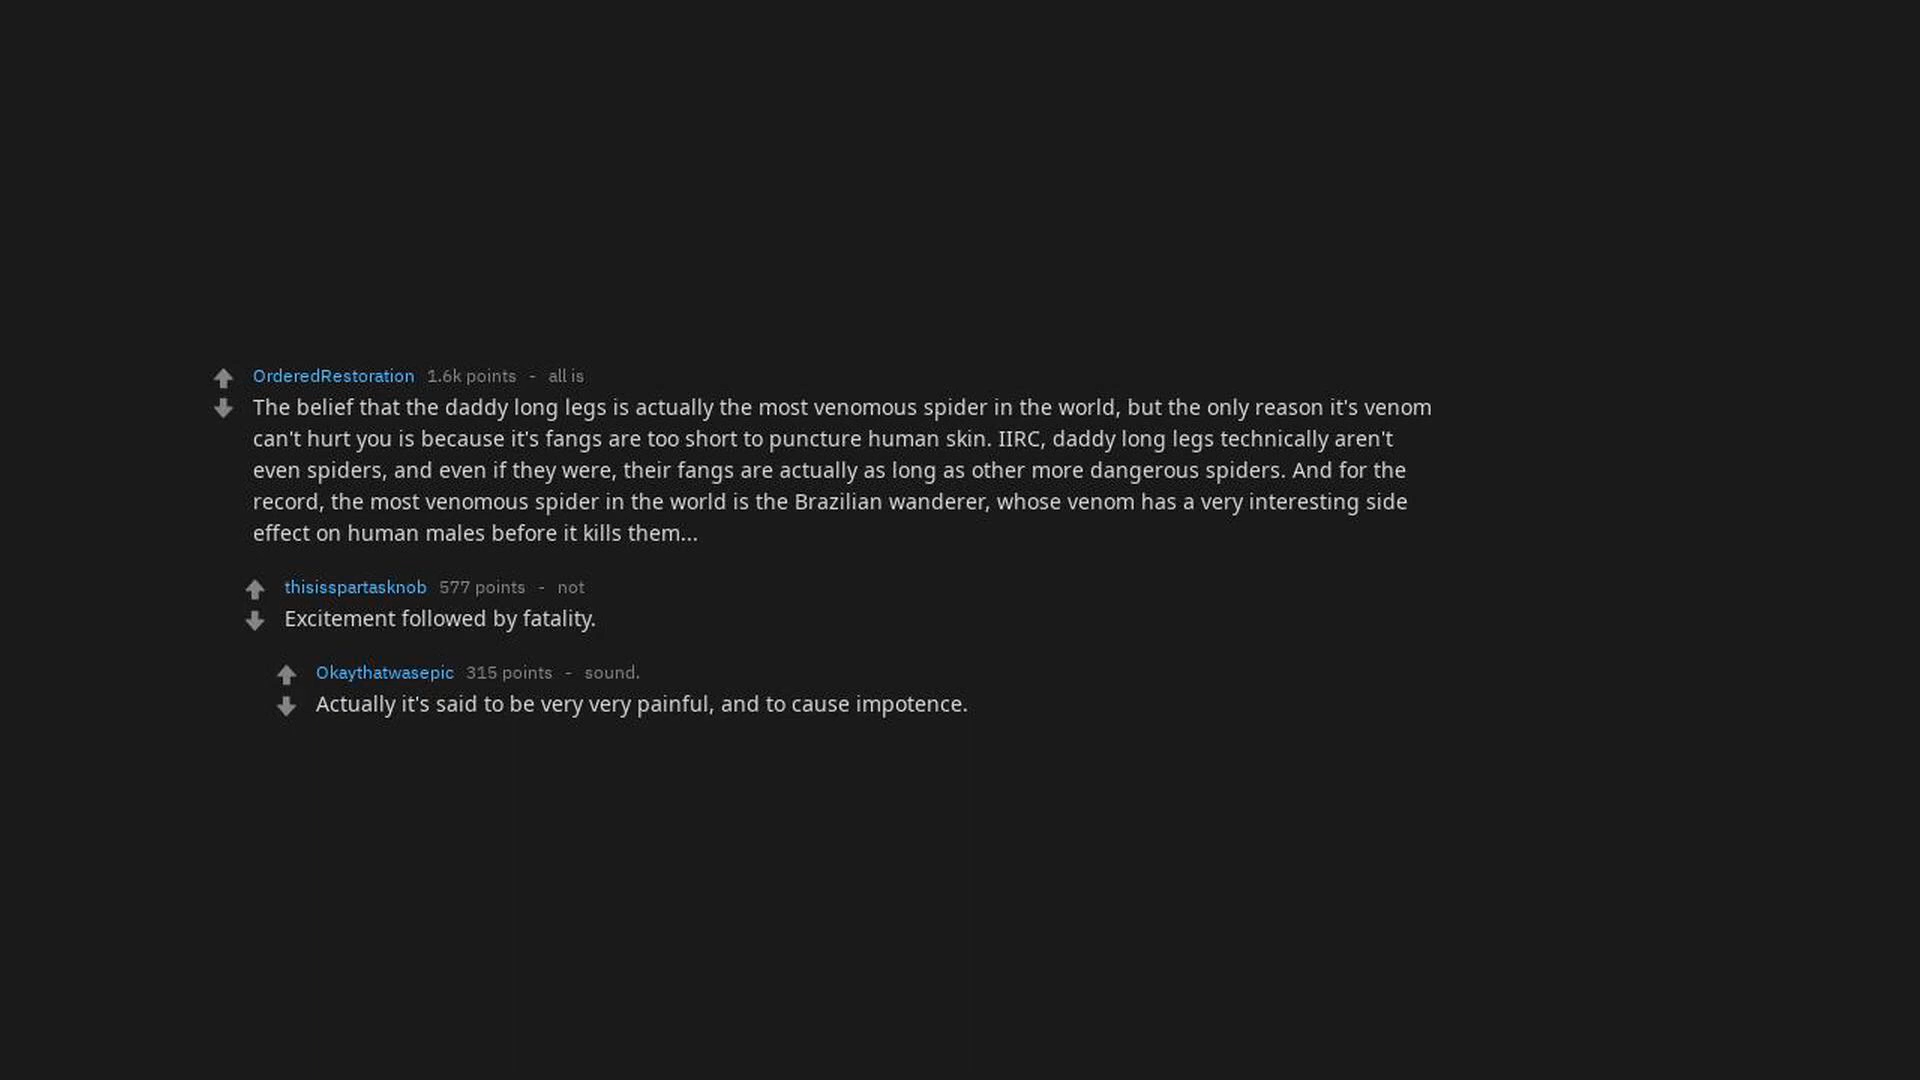 OrderedRestoration 1.6k points - all is
The belief that the daddy long legs is actually the most venomous spider in the world, but the only reason it's venom
can't hurt you is because it's fangs are too short to puncture human skin. IIRC, daddy long legs technically aren't
even spiders, and even if they were, their fangs are actually as long as other more dangerous spiders. And for the
record, the most venomous spider in the world is the Brazilian wanderer, whose venom has a very interesting side
effect on human males before it kills them...
thisisspartasknob 577 points - not
Excitement followed by fatality.
Okaythatwasepic 315 points - sound.
Actually it's said to be very very painful, and to cause impotence.